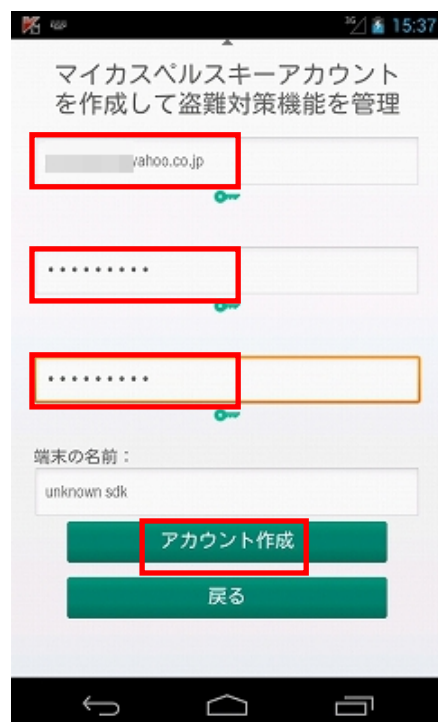 3G 15:37
マイカスペルスキーアカウント
を作成して盗難対策機能を管理
yahoo.co.jp
•••••••••
•••••••••
端末の名前：
unknown sdk
アカウント作成
戻る